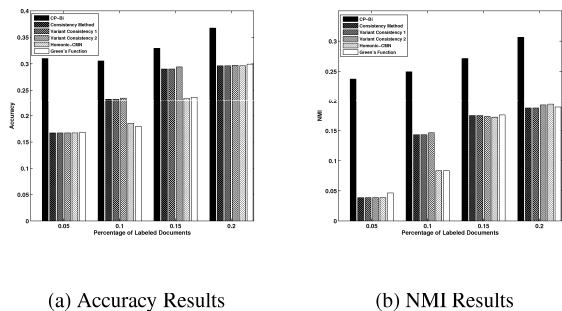 CP-Bi
Consistency Method
Variant Consistency 1
Variant Consistency 2
Homonic-CMN
Green's Function
0.4
0.35
0.3
0.25
0.2
0.15
0.1
0.05
0
Accuracy
0.05 0.1 0.15 0.2
Percentage of Labeled Documents
(a) Accuracy Results
CP-Bi
Consistency Method
Variant Consistency 1
Variant Consistency 2
Homonic-CMN
Green's Function
0.3
0.25
0.2
0.15
0.1
0.05
0
NMI
0.05 0.1 0.15 0.2
Percentage of Labeled Documents
(b) NMI Results